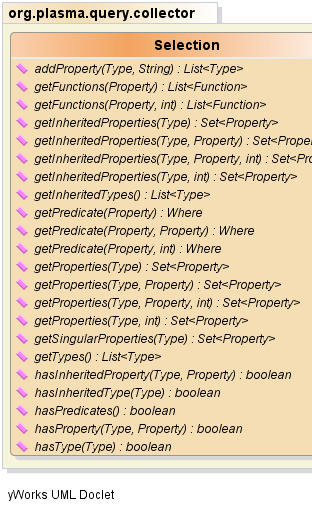 org.plasma.query.collector
Selection
addProperty(Type, String) : List<Type>
getFunctions(Property) : List<Function>
getFunctions(Property, int) : List<Function>
getInheritedProperties(Type) : Set<Property>
getInheritedProperties(Type, Property) : Set<Proper
getInheritedProperties(Type, Property, int) : Set<P
getInheritedProperties(Type, int) : Set<Property>
getInheritedTypes() : List<Type>
getPredicate(Property) : Where
getPredicate(Property, Property) : Where
getPredicate(Property, int) : Where
getProperties(Type) : Set<Property>
getProperties(Type, Property) : Set<Property>
getProperties(Type, Property, int) : Set<Property>
getProperties(Type, int) : Set<Property>
getSingularProperties(Type) : Set<Property>
getTypes() : List<Type>
hasInheritedProperty(Type, Property) : boolean
hasInheritedType(Type) : boolean
hasPredicates() : boolean
hasProperty(Type, Property) : boolean
hasType(Type) : boolean
yWorks UML Doclet